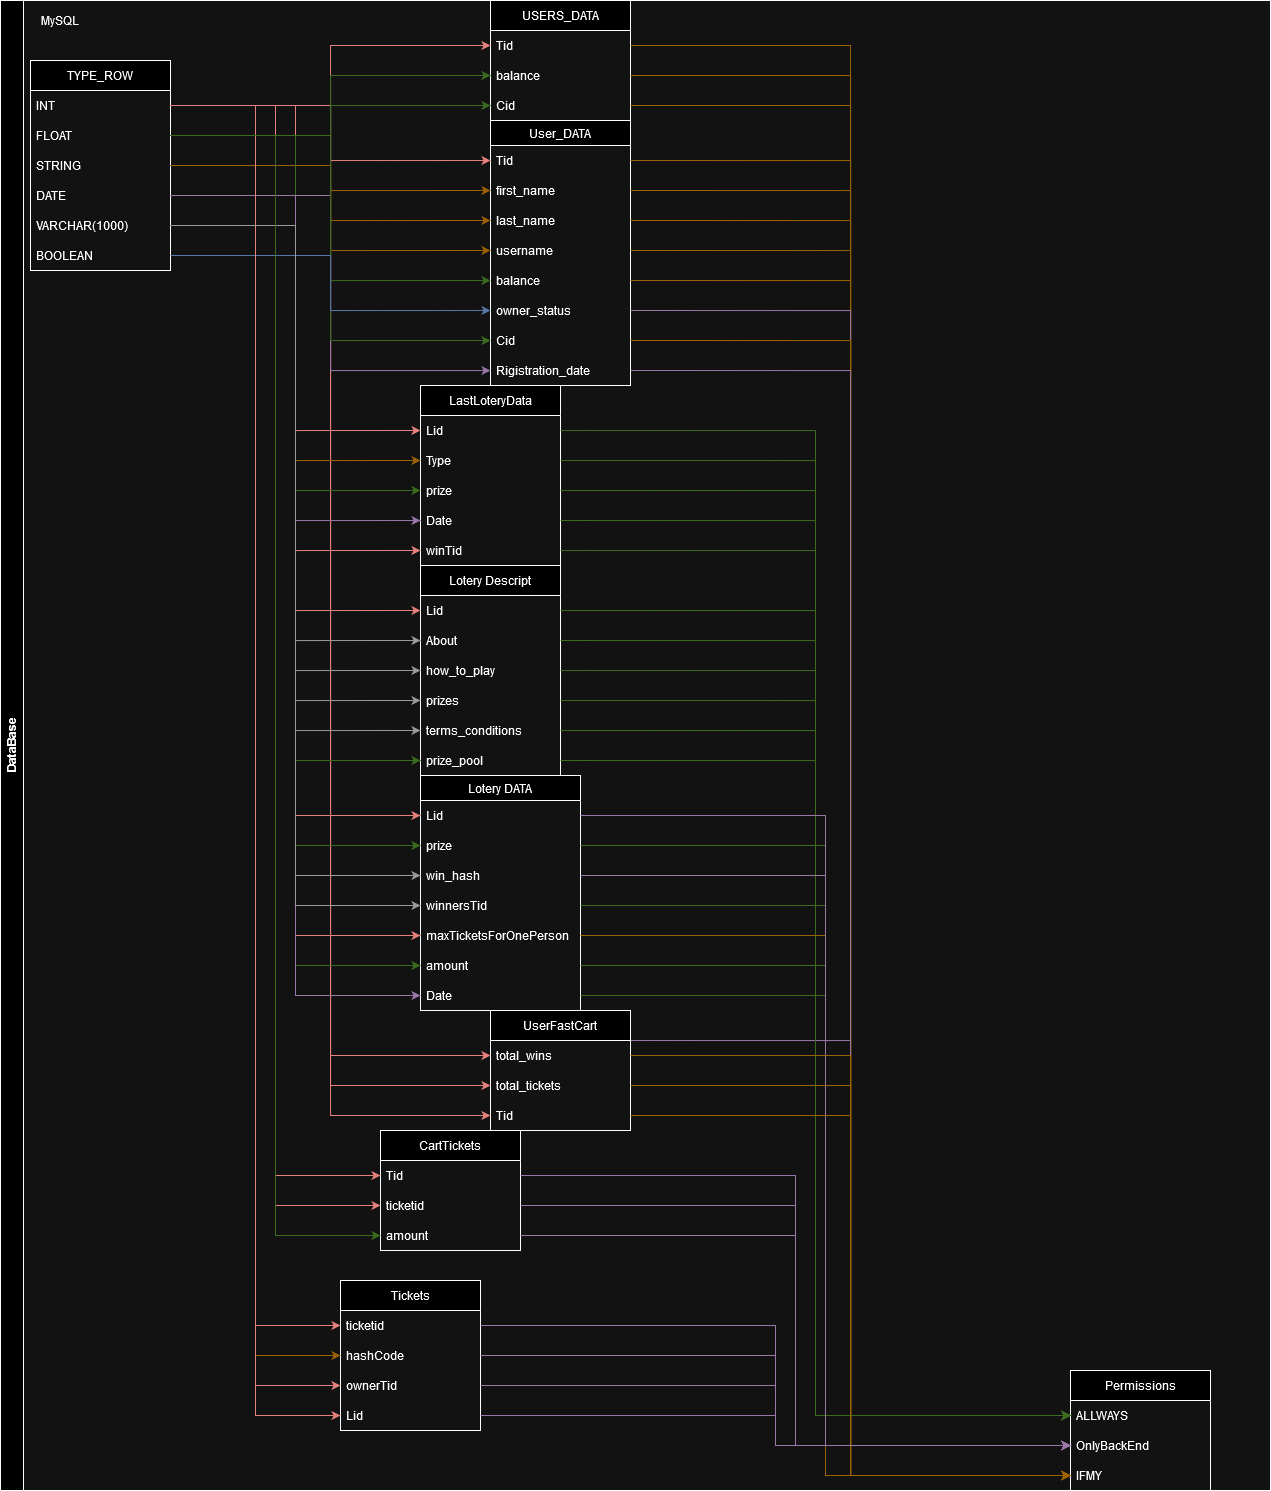 DataBase
MySQL
TYPE_ROW
INT
FLOAT
STRING
DATE
VARCHAR(1000)
BOOLEAN
USERS_DATA
Tid
balance
Cid
User_DATA
Tid
first_name
last_name
username
balance
owner_status
Cid
Rigistration_date
LastLoteryData
Lid
Type
prize
Date
winTid
Lotery Descript
Lid
About
how_to_play
prizes
terms_conditions
prize_pool
Lotery DATA
Lid
prize
win_hash
winnersTid
maxTicketsForOnePerson
amount
Date
UserFastCart
total_wins
total_tickets
Tid
CartTickets
Tid
ticketid
amount
Tickets
ticketid
hashCode
ownerTid
Lid
Permissions
ALLWAYS
OnlyBackEnd
IFMY